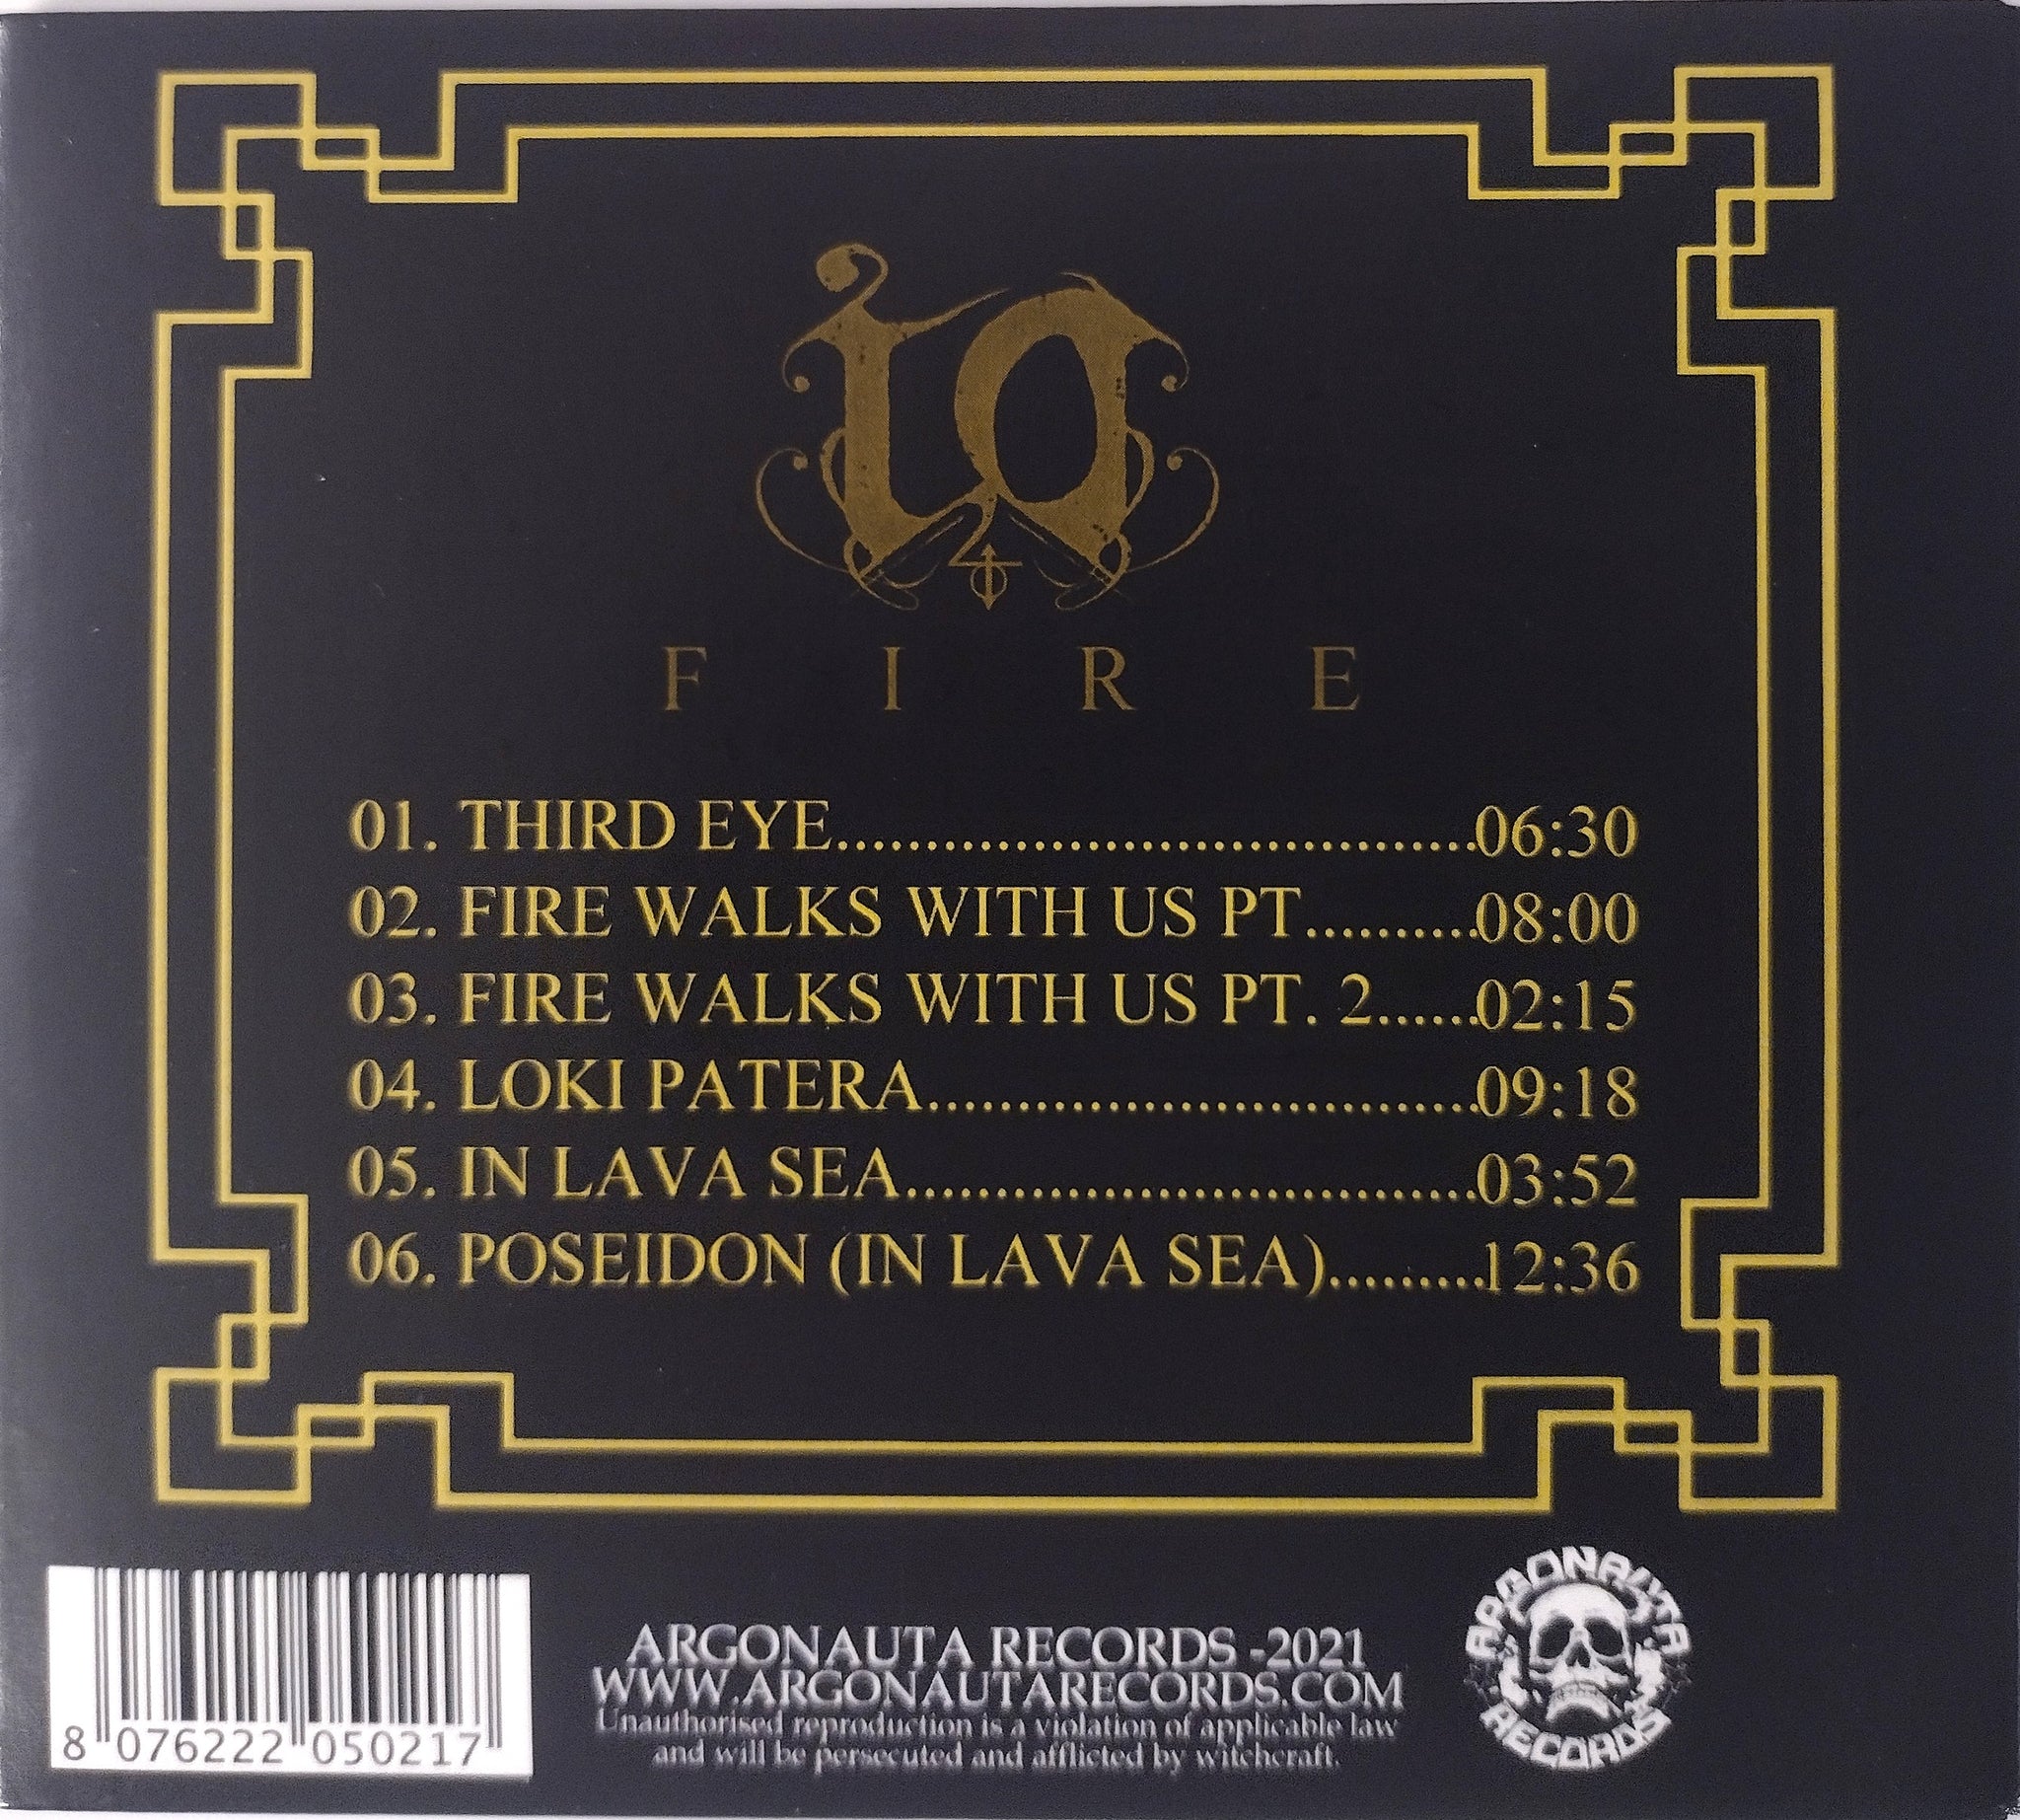 io
F I R E
01. THIRD EYE............................................06:30
02. FIRE WALKS WITH US PT............08:00
03. FIRE WALKS WITH US PT. 2......02:15
04. LOKI PATERA.......................................09:18
05. IN LAVA SEA........................................03:52
06. POSEIDON (IN LAVA SEA)..........12:36
8 076222 050217
ARGONAUTA RECORDS -2021
WWW.ARGONAUTARECORDS.COM
Unauthorised reproduction is a violation of applicable law
and will be persecuted and afflicted by witchcraft.
ARGONAUTA
RECORDS